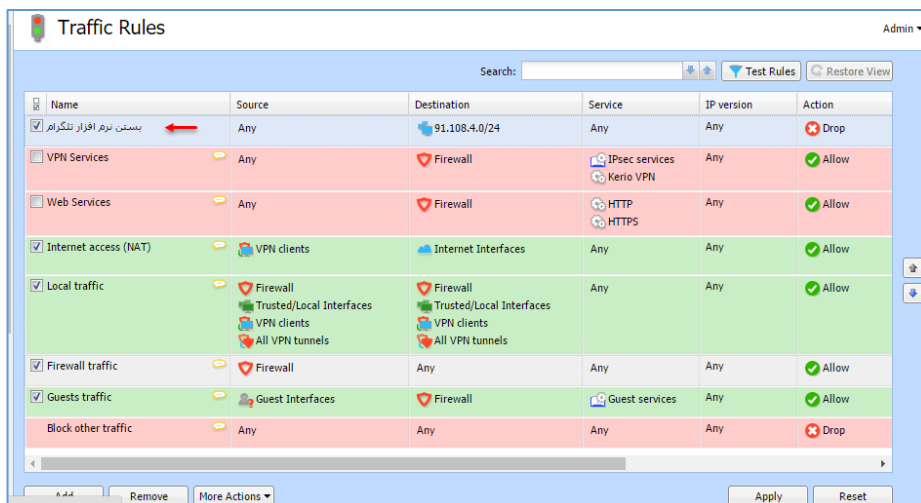 Traffic Rules
Admin
Search:
Test Rules
Restore View
Name Source Destination Service IP version Action
بستن نرم افزار تلگرام Any 91.108.4.0/24 Any Any Drop
VPN Services Any Firewall IPsec services Any Allow
Kerio VPN
Web Services Any Firewall HTTP Any Allow
HTTPS
Internet access (NAT) VPN clients Internet Interfaces Any Any Allow
Local traffic Firewall Firewall Any Any Allow
Trusted/Local Interfaces Trusted/Local Interfaces
VPN clients VPN clients
All VPN tunnels All VPN tunnels
Firewall traffic Firewall Any Any Any Allow
Guests traffic Guest Interfaces Firewall Guest services Any Allow
Block other traffic Any Any Any Any Drop
Add Remove More Actions Apply Reset